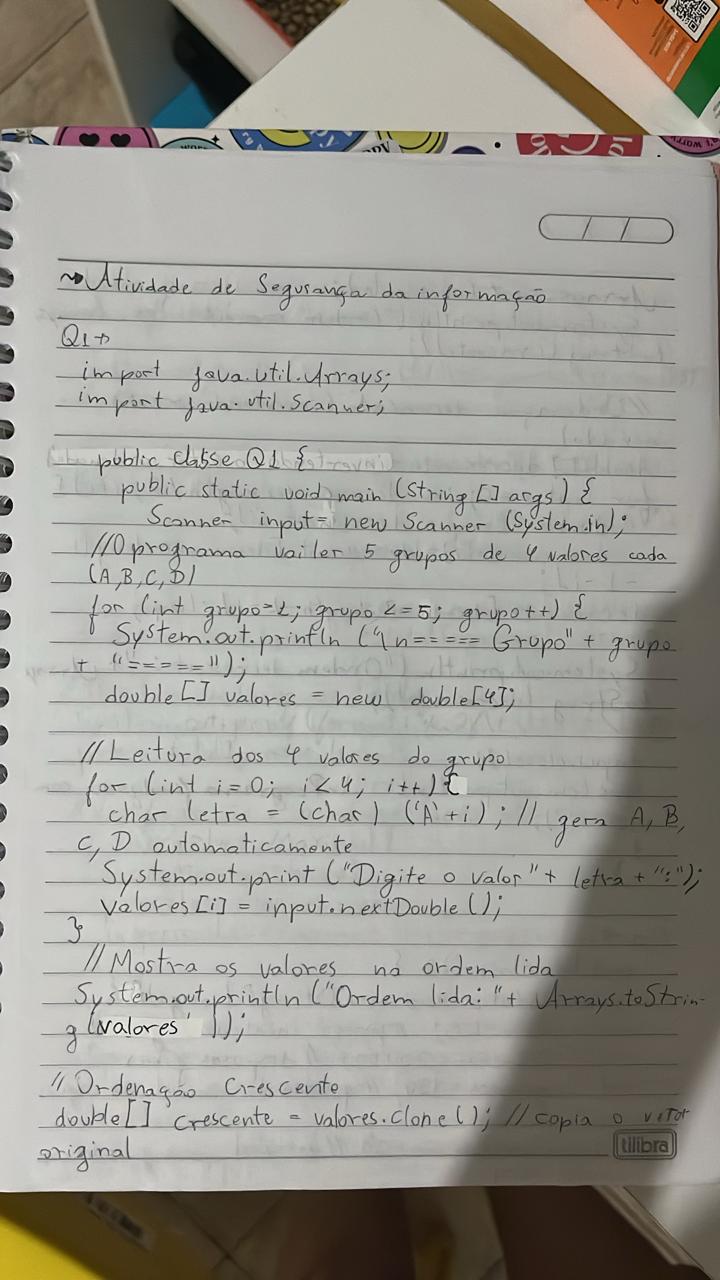 ~> Atividade de Segurança da informação
Q1->
import java.util.Arrays;
import java.util.Scanner;
public classe Q1 {
public static void main (String [] args) {
Scanner input = new Scanner (System.in);
//O programa vai ler 5 grupos de 4 valores cada
(A,B,C,D)
for (int grupo=1; grupo <=5; grupo++) {
System.out.println ("\n===== Grupo" + grupo
+ "=====");
double[] valores = new double[4];
//Leitura dos 4 valores do grupo
for (int i=0; i<4; i++){
char letra = (char) ('A'+i); // gera A, B,
C, D automaticamente
System.out.print ("Digite o valor"+ letra + ":");
valores [i] = input.nextDouble ();
}
//Mostra os valores na ordem lida
System.out.println ("Ordem lida: "+ Arrays.toStrin-
g (valores ));
// Ordenação Crescente
double[] crescente = valores.clone(); // copia o vetor
original
tilibra